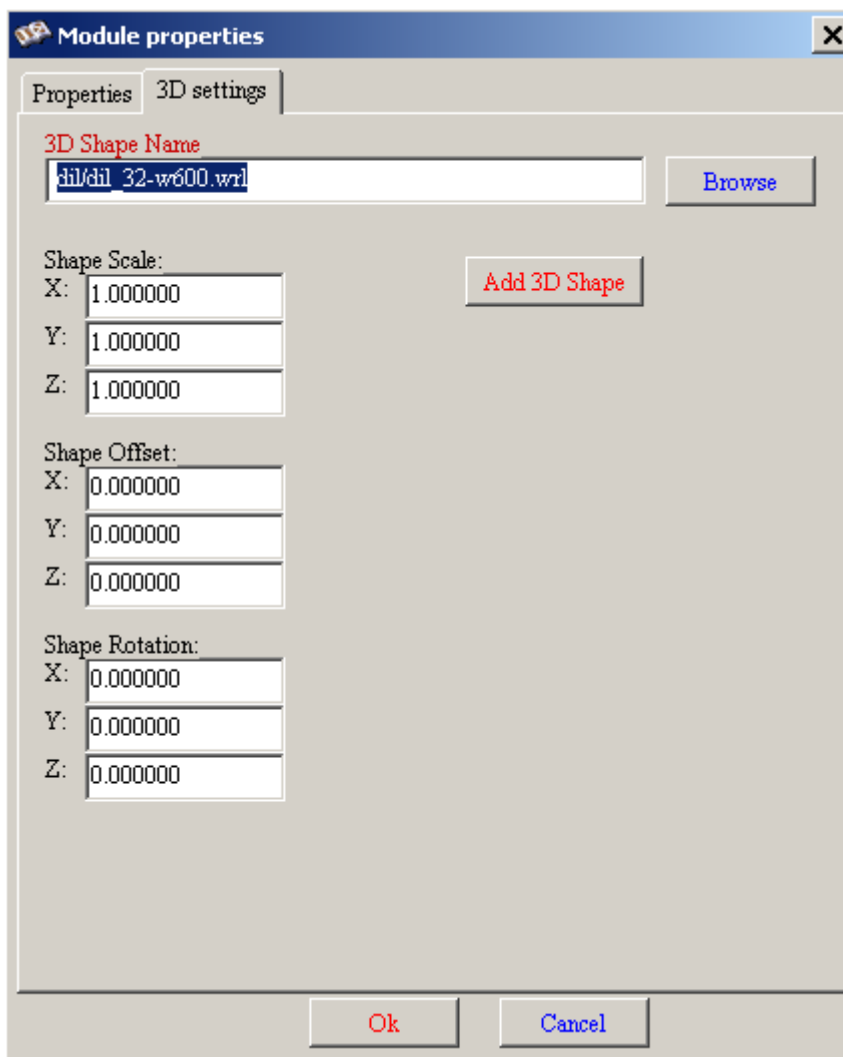 Module properties
Properties 3D settings
3D Shape Name
dil/dil_32-w600.wrl Browse
Shape Scale:
X: 1.000000 Add 3D Shape
Y: 1.000000
Z: 1.000000
Shape Offset:
X: 0.000000
Y: 0.000000
Z: 0.000000
Shape Rotation:
X: 0.000000
Y: 0.000000
Z: 0.000000
Ok Cancel